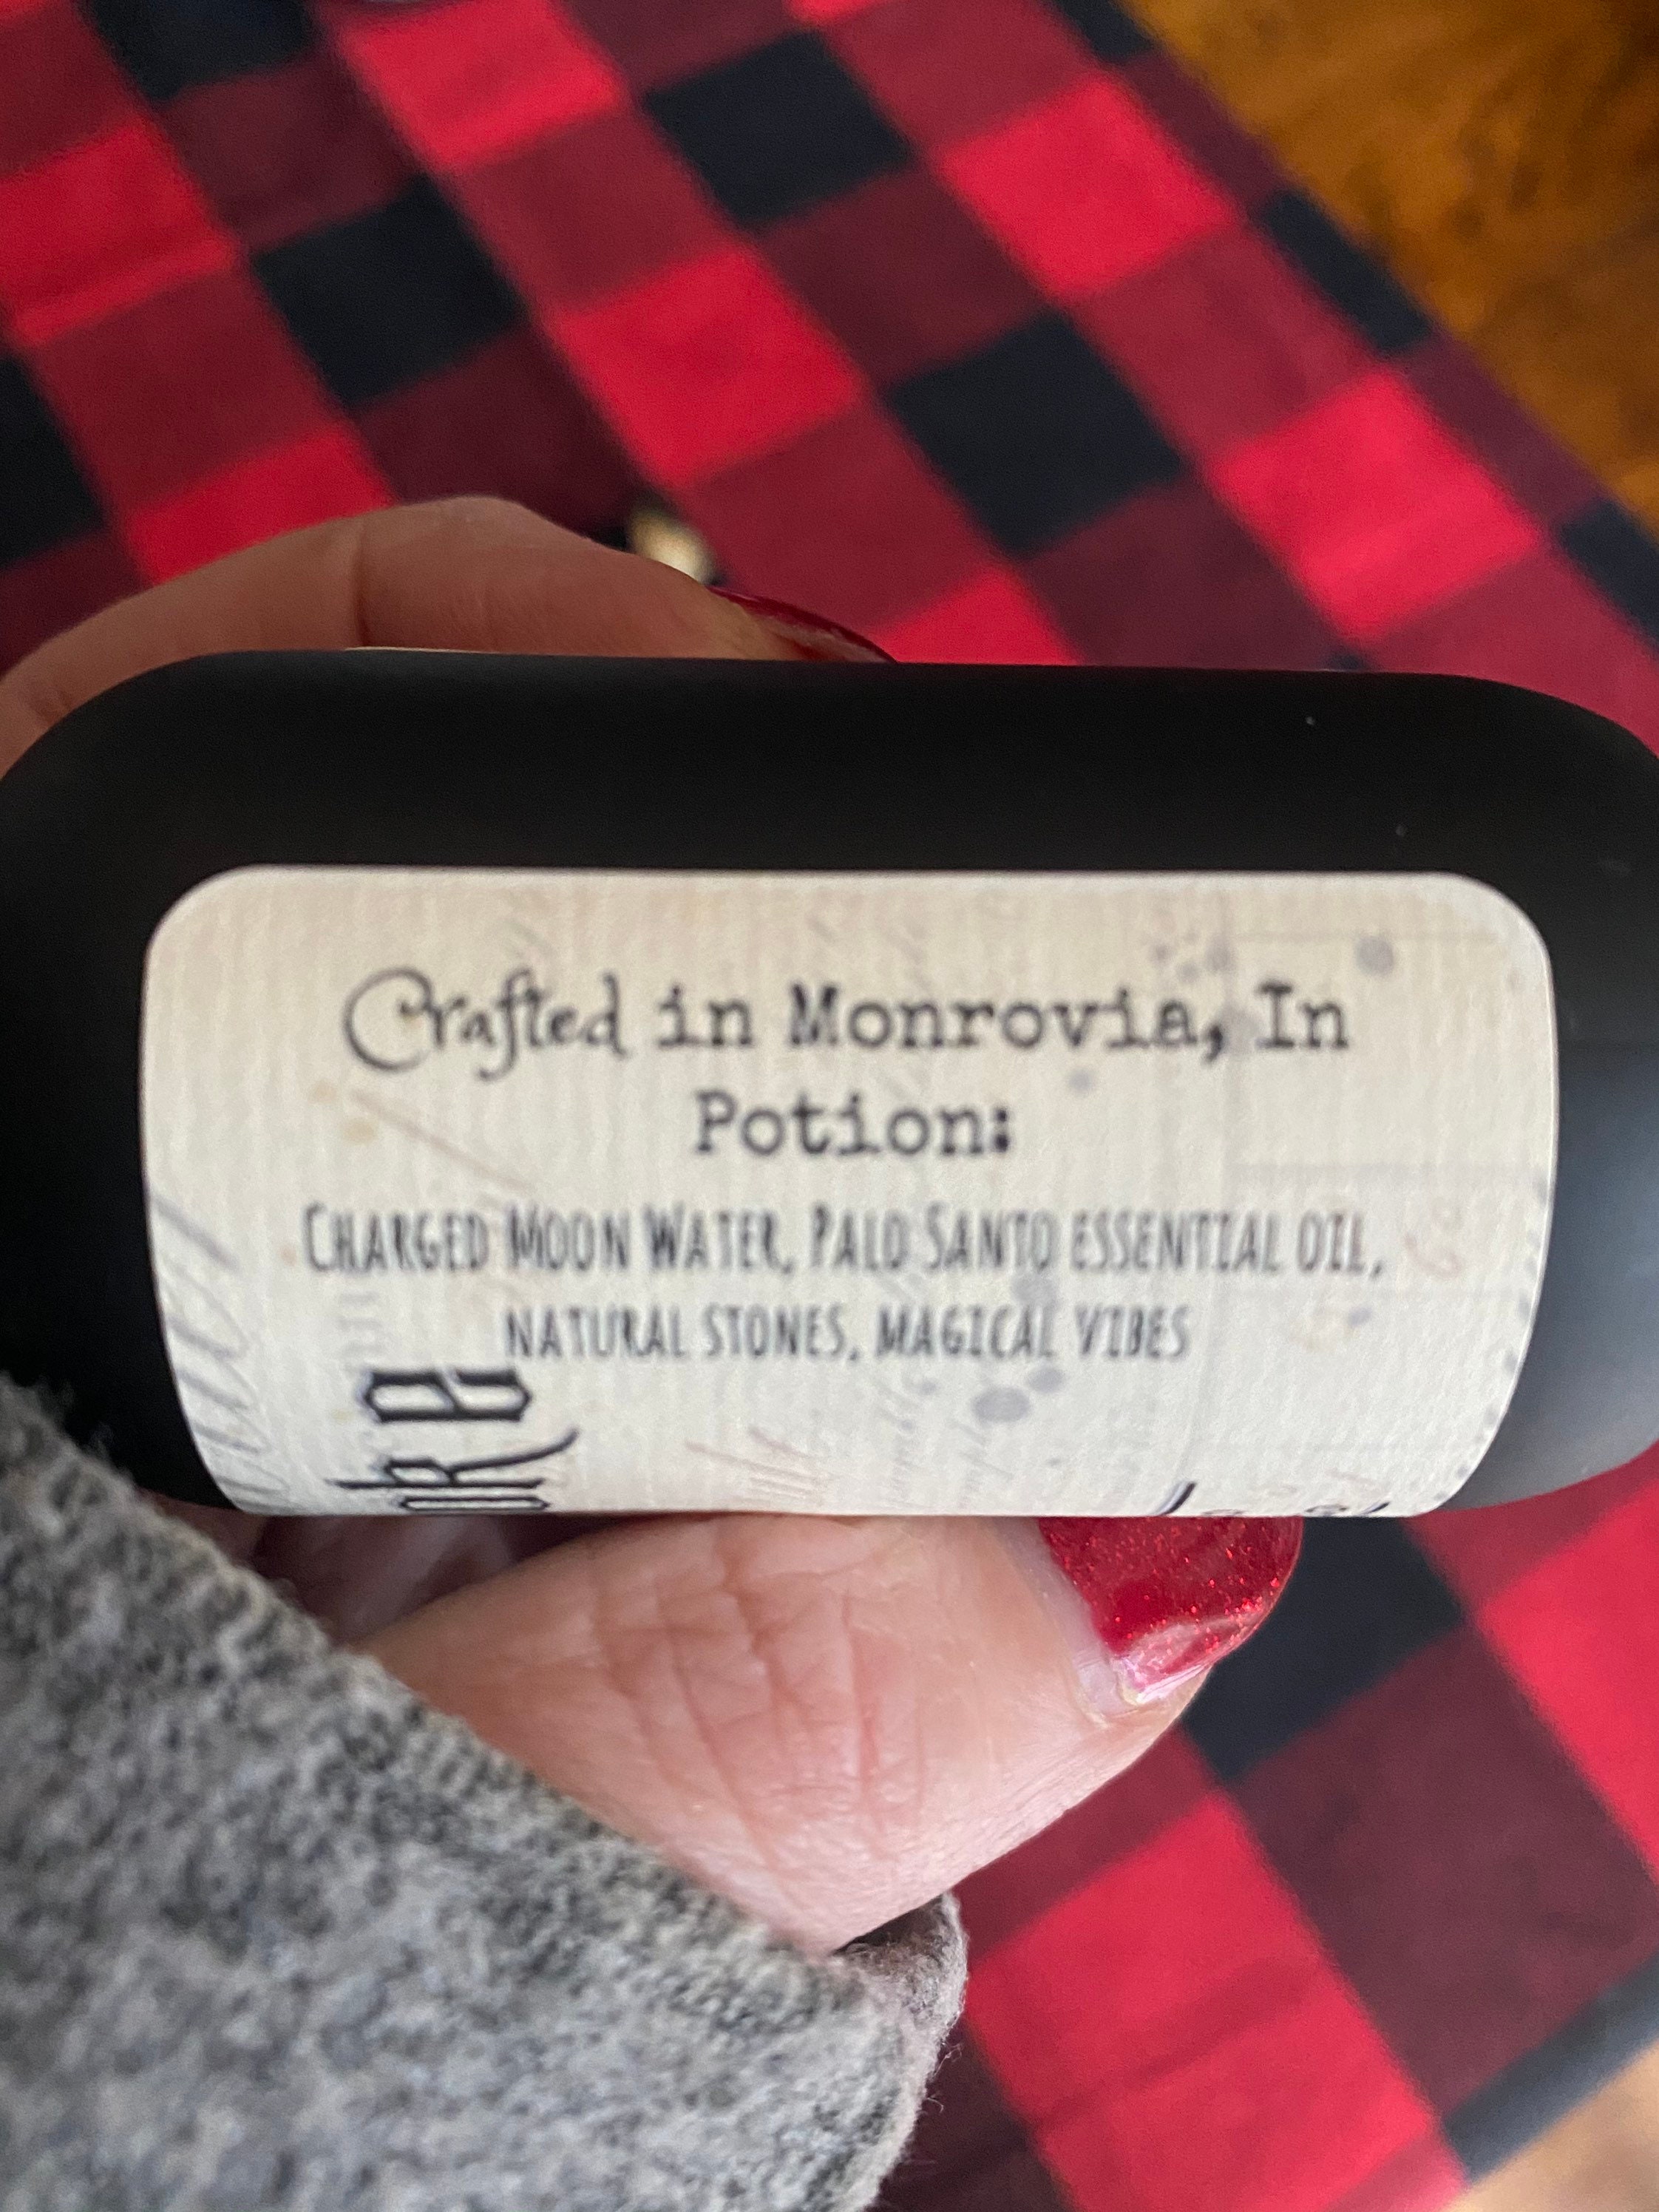 Crafted in Monrovia, In
Potion:
CHARGED MOON WATER, PALO SANTO ESSENTIAL OIL,
NATURAL STONES, MAGICAL VIBES